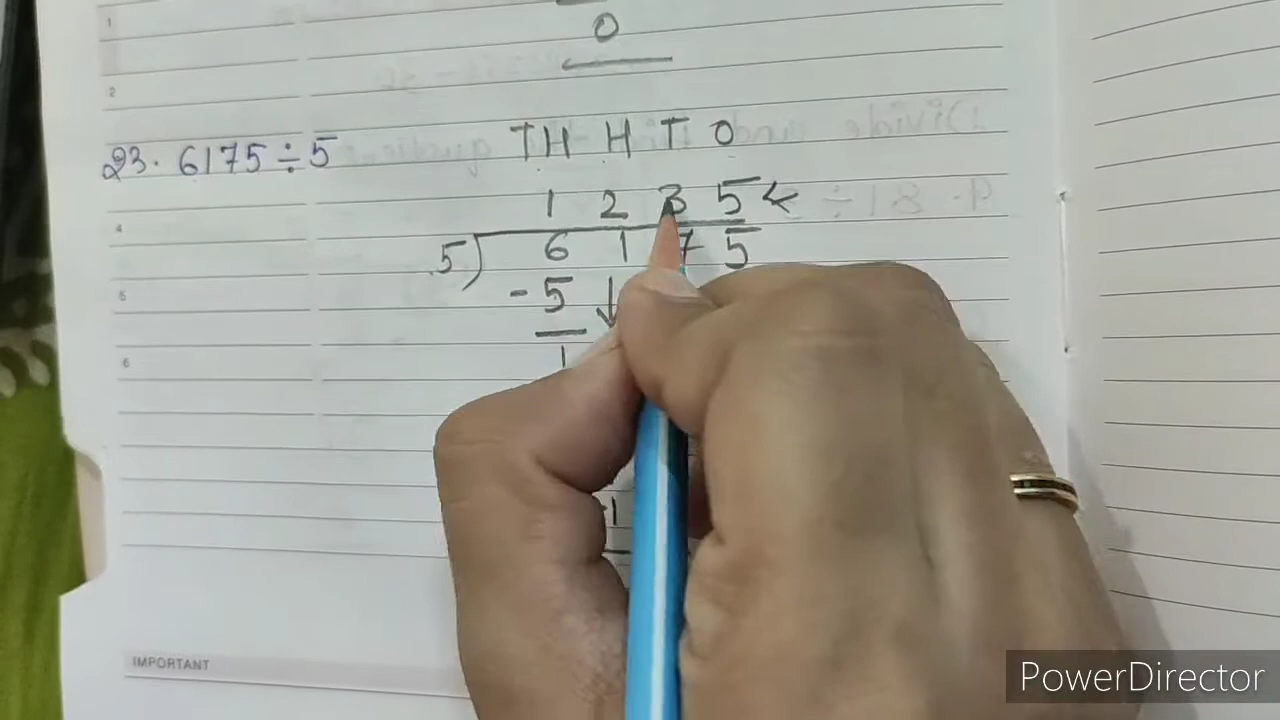 1
0
2
23. 6175 ÷ 5
TH H T O
4
1 2 3 5 ←
5) 6 1 7 5
5
- 5 ↓
6
1
1
IMPORTANT
PowerDirector